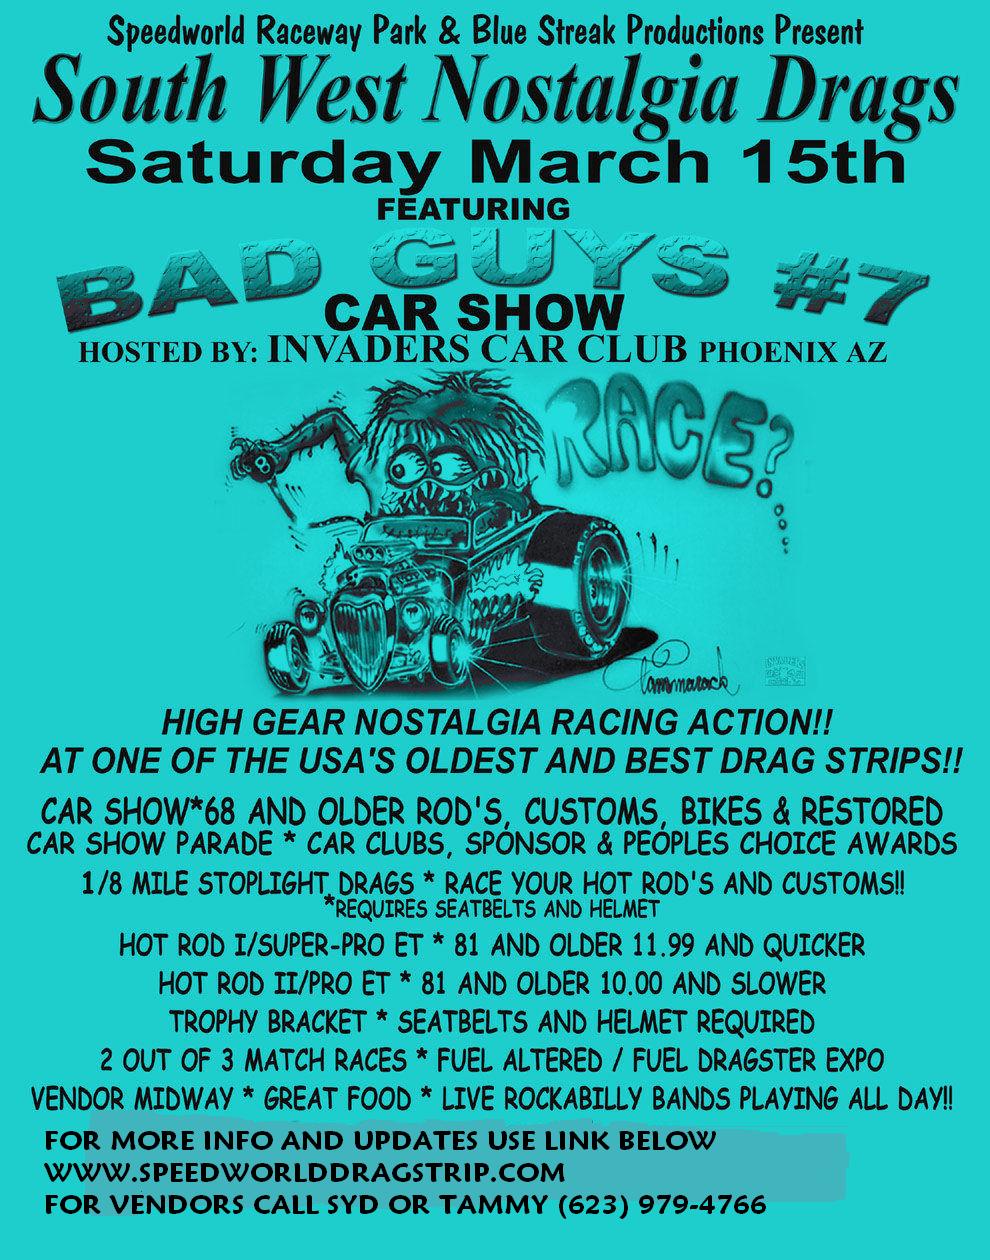 Speedworld Raceway Park & Blue Streak Productions Present
South West Nostalgia Drags
Saturday March 15th
FEATURING
BAD GUYS #7
CAR SHOW
HOSTED BY: INVADERS CAR CLUB PHOENIX AZ
RACE?
8
HIGH GEAR NOSTALGIA RACING ACTION!!
AT ONE OF THE USA'S OLDEST AND BEST DRAG STRIPS!!
CAR SHOW*68 AND OLDER ROD'S, CUSTOMS, BIKES & RESTORED
CAR SHOW PARADE * CAR CLUBS, SPONSOR & PEOPLES CHOICE AWARDS
1/8 MILE STOPLIGHT DRAGS * RACE YOUR HOT ROD'S AND CUSTOMS!!
*REQUIRES SEATBELTS AND HELMET
HOT ROD I/SUPER-PRO ET * 81 AND OLDER 11.99 AND QUICKER
HOT ROD II/PRO ET * 81 AND OLDER 10.00 AND SLOWER
TROPHY BRACKET * SEATBELTS AND HELMET REQUIRED
2 OUT OF 3 MATCH RACES * FUEL ALTERED / FUEL DRAGSTER EXPO
VENDOR MIDWAY * GREAT FOOD * LIVE ROCKABILLY BANDS PLAYING ALL DAY!!
FOR MORE INFO AND UPDATES USE LINK BELOW
WWW.SPEEDWORLDDRAGSTRIP.COM
FOR VENDORS CALL SYD OR TAMMY (623) 979-4766